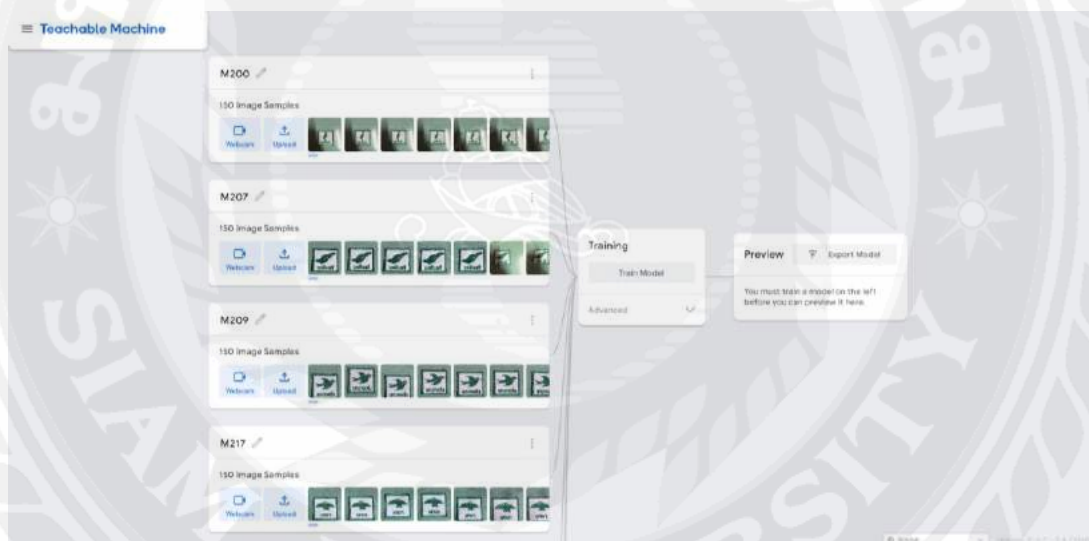 Teachable Machine
M200
150 Image Samples
Webcam Upload
M207
150 Image Samples
Webcam Upload
M209
150 Image Samples
Webcam Upload
M217
150 Image Samples
Webcam Upload
Training
Train Model
Advanced
Preview Export Model
You must train a model on the left
before you can preview it here.
SIAM UNIVERSITY